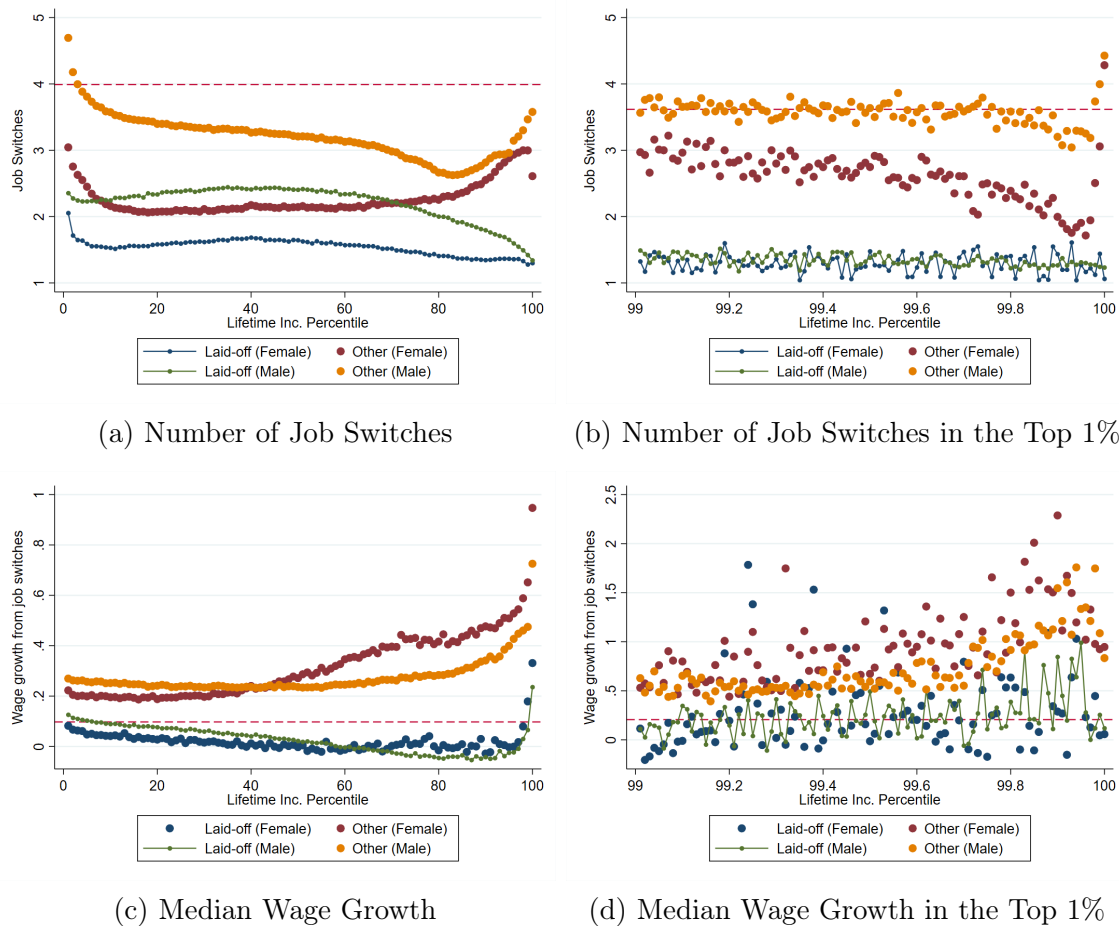 5
4
3
2
1
Job Switches
0 20 40 60 80 100
Lifetime Inc. Percentile
Laid-off (Female) Other (Female)
Laid-off (Male) Other (Male)
(a) Number of Job Switches
5
4
3
2
1
Job Switches
99 99.2 99.4 99.6 99.8 100
Lifetime Inc. Percentile
Laid-off (Female) Other (Female)
Laid-off (Male) Other (Male)
(b) Number of Job Switches in the Top 1%
1
.8
.6
.4
.2
0
Wage growth from job switches
0 20 40 60 80 100
Lifetime Inc. Percentile
Laid-off (Female) Other (Female)
Laid-off (Male) Other (Male)
(c) Median Wage Growth
2.5
2
1.5
1
.5
0
Wage growth from job switches
99 99.2 99.4 99.6 99.8 100
Lifetime Inc. Percentile
Laid-off (Female) Other (Female)
Laid-off (Male) Other (Male)
(d) Median Wage Growth in the Top 1%